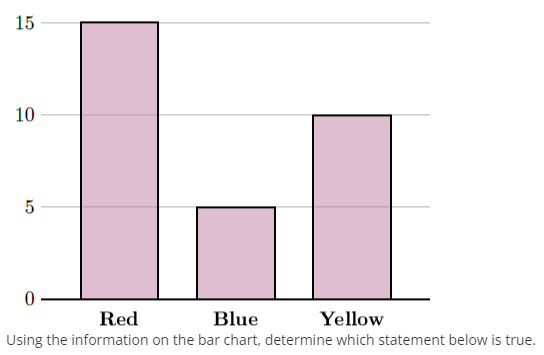 15
10
5
0
Red Blue Yellow
Using the information on the bar chart, determine which statement below is true.